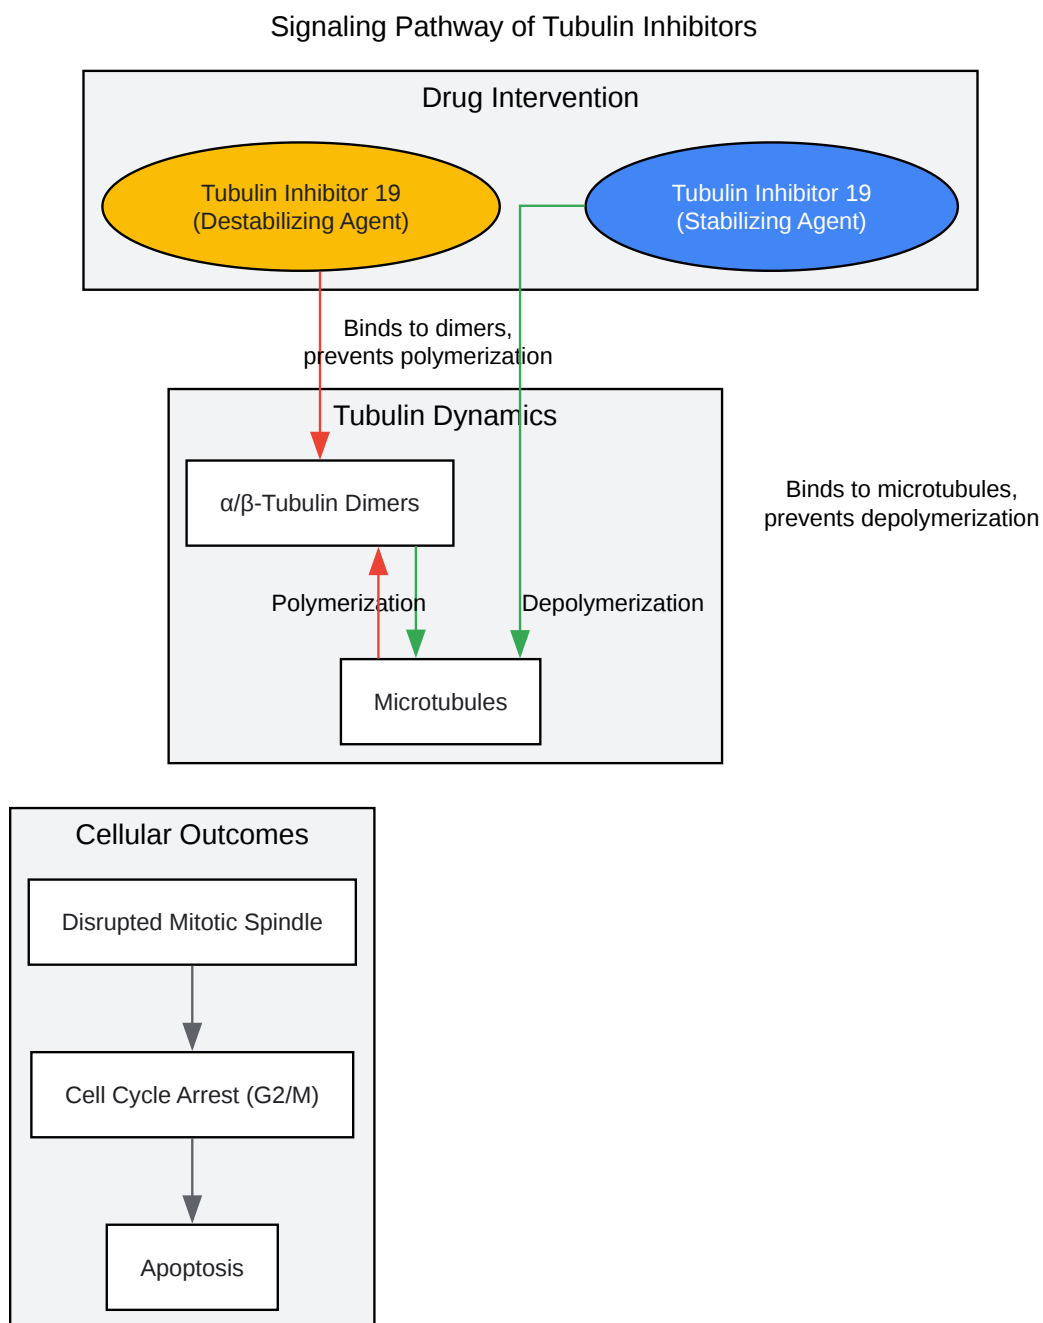 Signaling Pathway of Tubulin Inhibitors
Drug Intervention
Tubulin Inhibitor 19
(Destabilizing Agent)
Tubulin Inhibitor 19
(Stabilizing Agent)
Binds to dimers,
prevents polymerization
Tubulin Dynamics
α/β-Tubulin Dimers
Binds to microtubules,
prevents depolymerization
Polymerization
Depolymerization
Microtubules
Cellular Outcomes
Disrupted Mitotic Spindle
Cell Cycle Arrest (G2/M)
Apoptosis